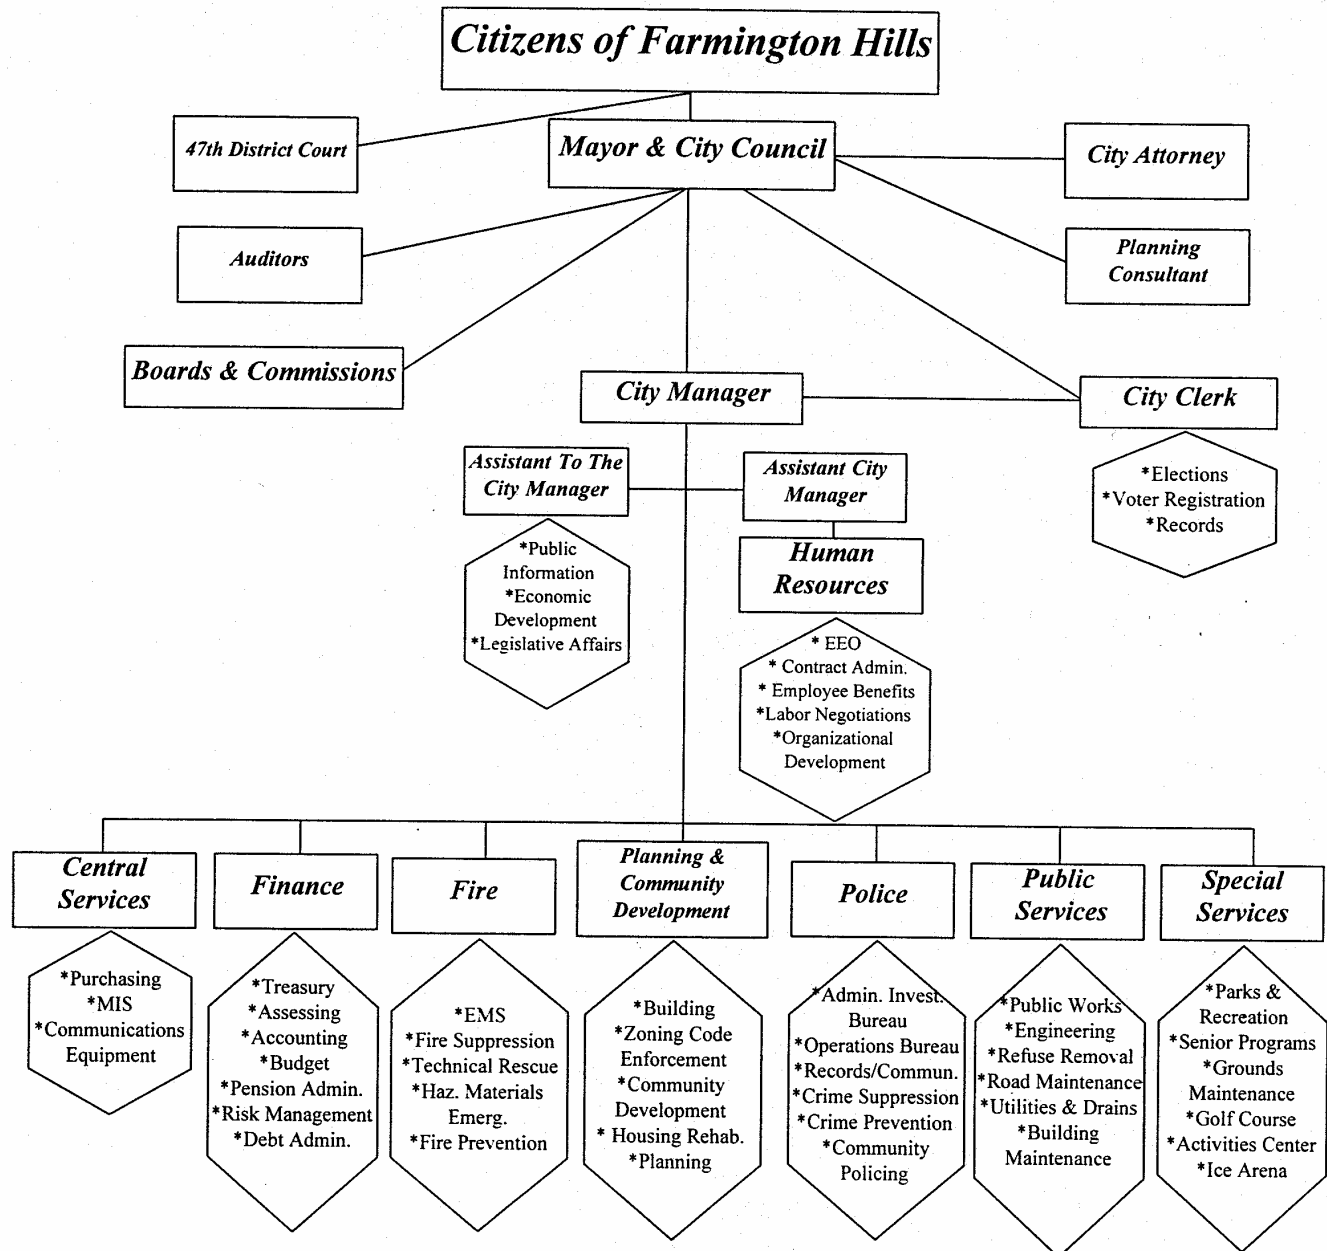 Citizens of Farmington Hills
47th District Court
Mayor & City Council
City Attorney
Auditors
Planning
Consultant
Boards & Commissions
City Manager
City Clerk
*Elections
*Voter Registration
*Records
Assistant To The
City Manager
Assistant City
Manager
*Public
Information
*Economic
Development
*Legislative Affairs
Human
Resources
* EEO
* Contract Admin.
* Employee Benefits
*Labor Negotiations
*Organizational
Development
Central
Services
Finance
Fire
Planning &
Community
Development
Police
Public
Services
Special
Services
*Purchasing
*MIS
*Communications
Equipment
*Treasury
*Assessing
*Accounting
*Budget
*Pension Admin.
*Risk Management
*Debt Admin.
*EMS
*Fire Suppression
*Technical Rescue
*Haz. Materials
Emerg.
*Fire Prevention
*Building
*Zoning Code
Enforcement
*Community
Development
* Housing Rehab.
*Planning
*Admin. Invest.
Bureau
*Operations Bureau
*Records/Commun.
*Crime Suppression
*Crime Prevention
*Community
Policing
*Public Works
*Engineering
*Refuse Removal
*Road Maintenance
*Utilities & Drains
*Building
Maintenance
*Parks &
Recreation
*Senior Programs
*Grounds
Maintenance
*Golf Course
*Activities Center
*Ice Arena